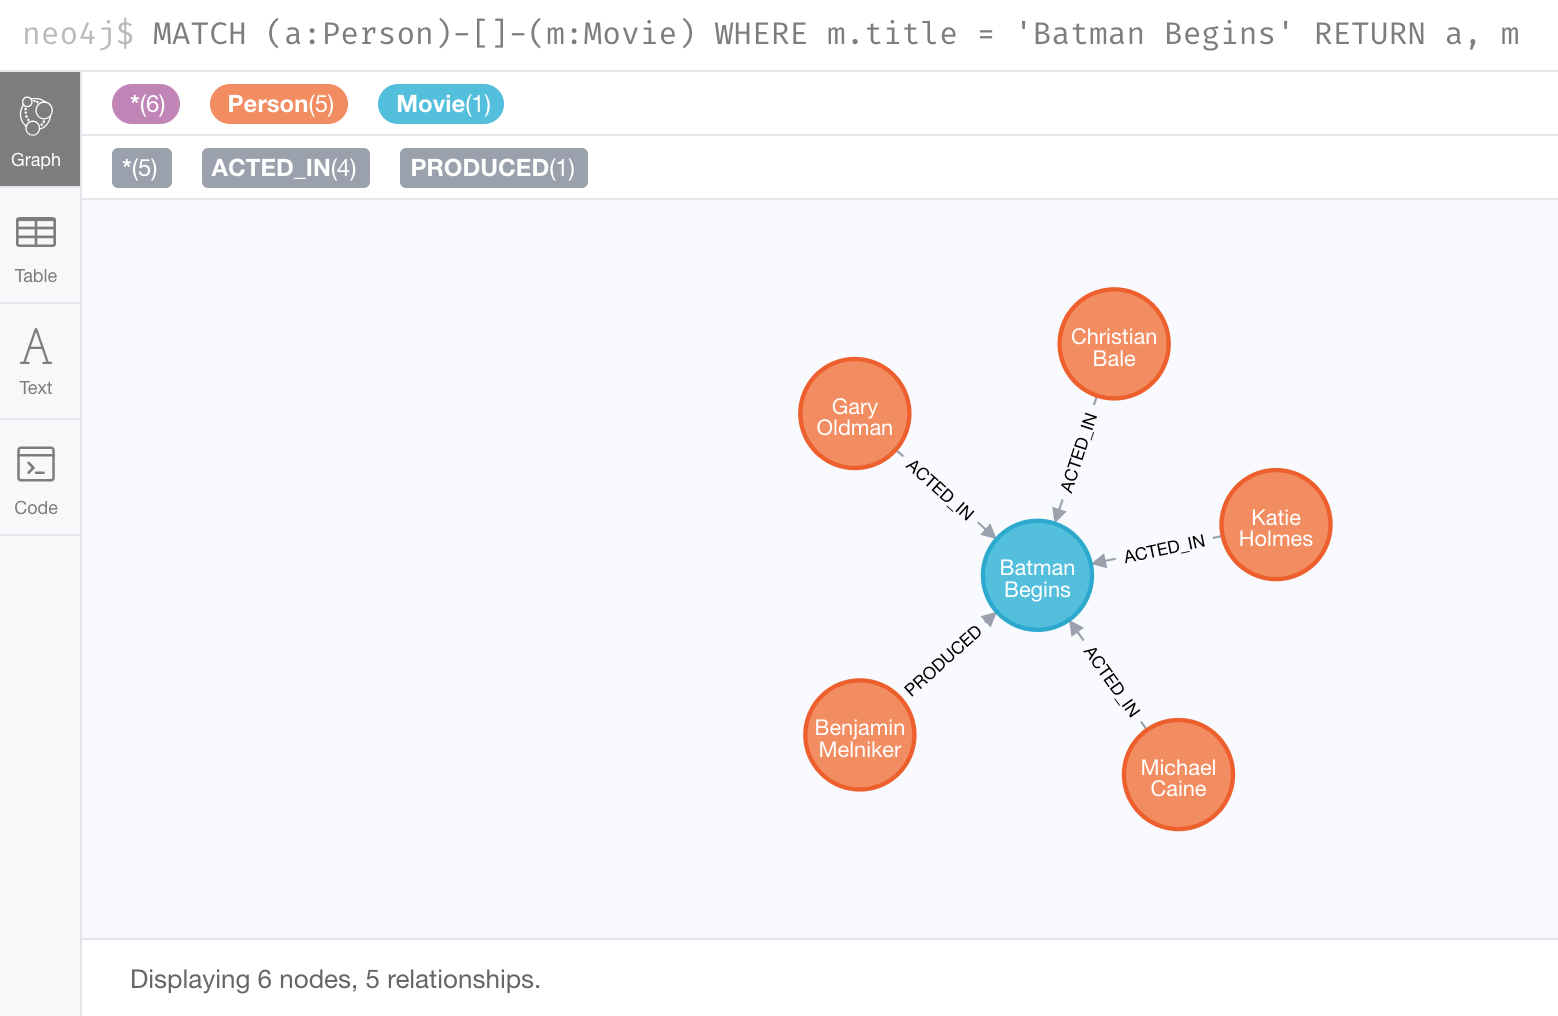 neo4j$ MATCH (a:Person)-[]-(m:Movie) WHERE m.title = 'Batman Begins' RETURN a, m
*(6) Person(5) Movie(1)
*(5) ACTED_IN(4) PRODUCED(1)
Graph
Table
Text
Code
Christian
Bale
Gary
Oldman
ACTED_IN
ACTED_IN
Katie
Holmes
ACTED_IN
Batman
Begins
PRODUCED
ACTED_IN
Benjamin
Melniker
Michael
Caine
Displaying 6 nodes, 5 relationships.